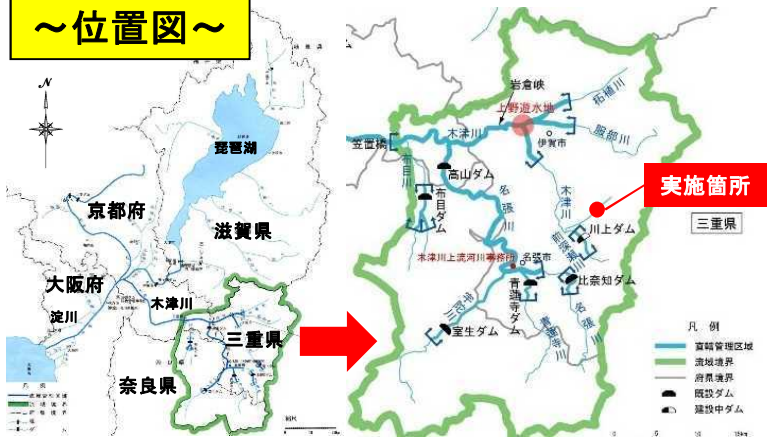 ~位置図~
N
琵琶湖
京都府
滋賀県
大阪府
木津川
淀川
三重県
奈良県
岩倉峡
上野遊水地
柘植川
服部川
木津川
笠置橋
伊賀市
布目川
高山ダム
布目ダム
名張川
木津川
実施箇所
川上ダム
前深瀬川
三重県
木津川上流河川事務所
名張市
比奈知ダム
青蓮寺ダム
室生ダム
宇陀川
青蓮寺川
名張川
凡例
直轄管理区域
流域境界
府県境界
既設ダム
建設中ダム